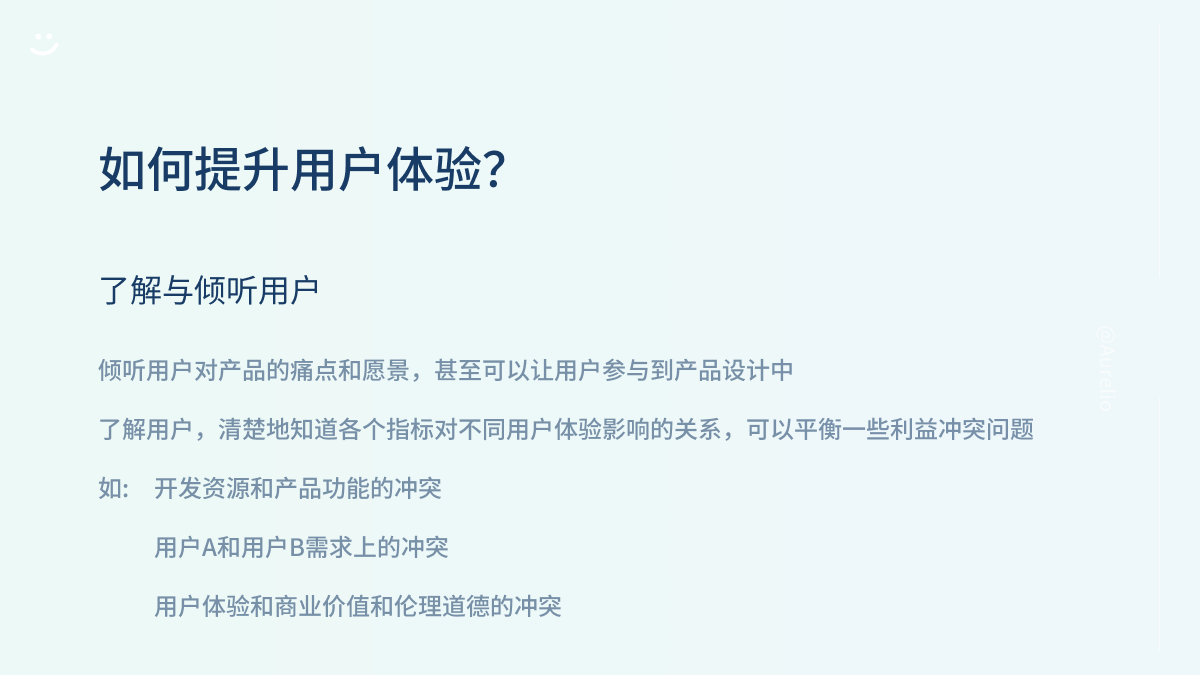 如何提升用户体验？
了解与倾听用户
倾听用户对产品的痛点和愿景，甚至可以让用户参与到产品设计中
了解用户，清楚地知道各个指标对不同用户体验影响的关系，可以平衡一些利益冲突问题
如: 开发资源和产品功能的冲突
用户A和用户B需求上的冲突
用户体验和商业价值和伦理道德的冲突
@Aurello